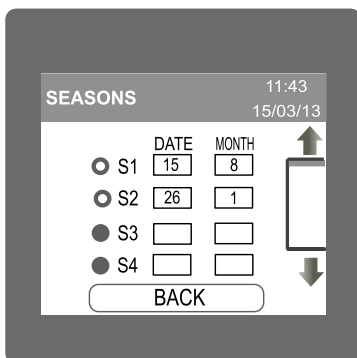 SEASONS
11:43
15/03/13
DATE MONTH
S1 15 8
S2 26 1
S3
S4
BACK